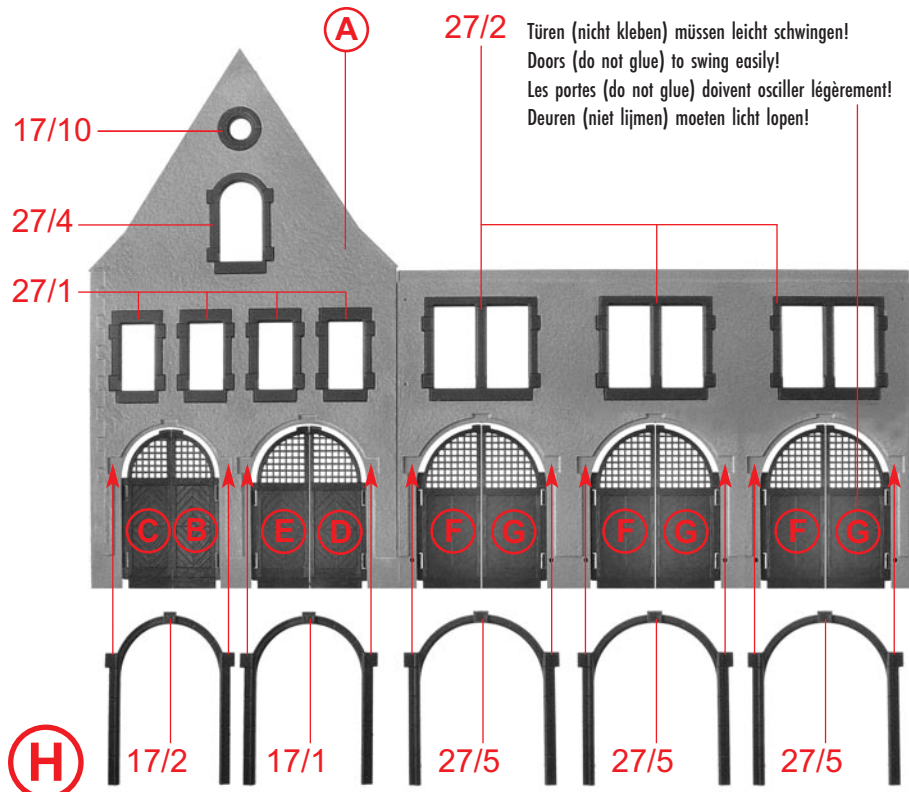 A
27/2
Türen (nicht kleben) müssen leicht schwingen!
Doors (do not glue) to swing easily!
Les portes (do not glue) doivent osciller légèrement!
Deuren (niet lijmen) moeten licht lopen!
17/10
27/4
27/1
C B E D F G F G F G
H
17/2 17/1 27/5 27/5 27/5